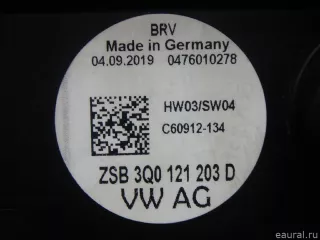 BRV
Made in Germany
04.09.2019 0476010278
HW03/SW04
C60912-134
ZSB 3Q0 121 203 D
VW AG
eaural.ru